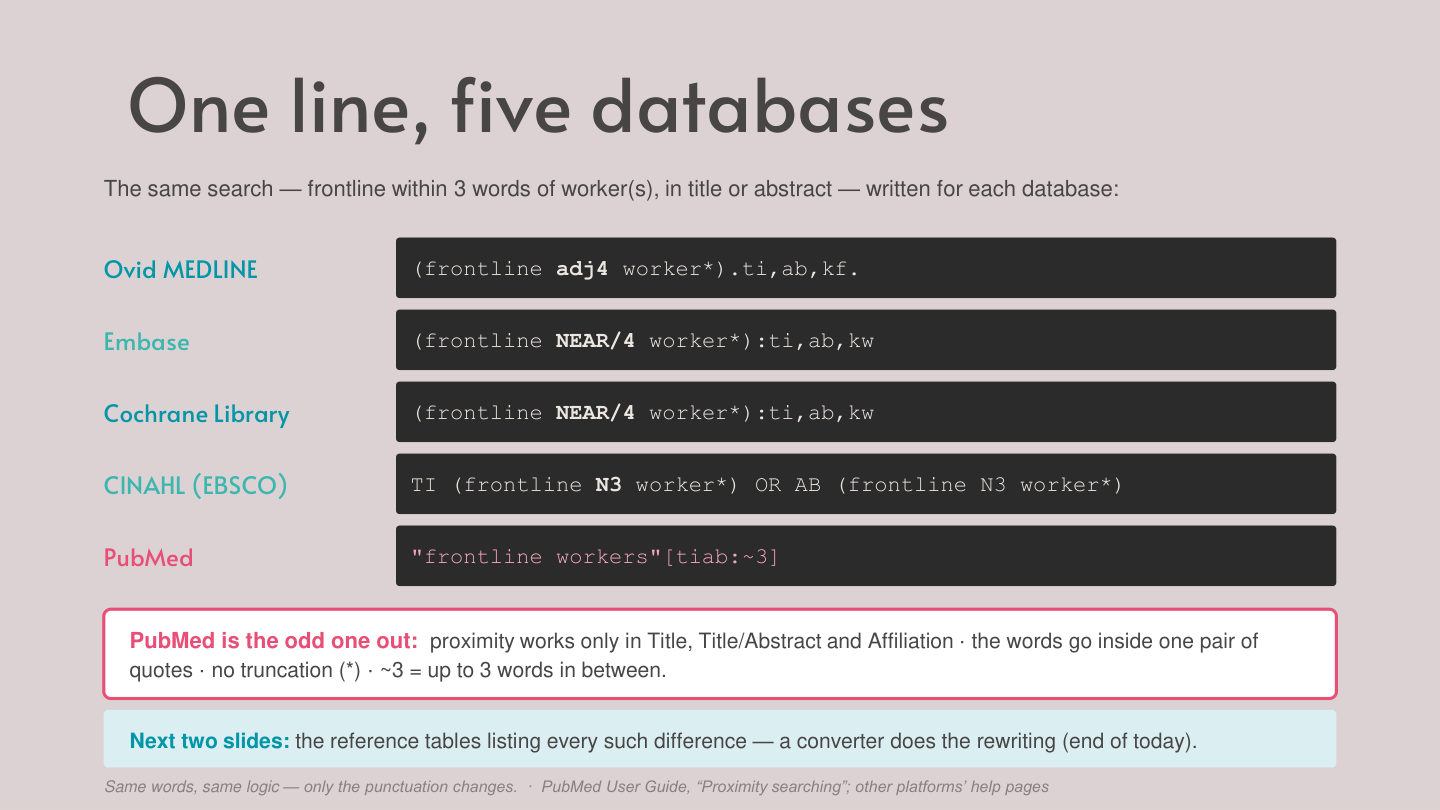 One line, five databases
The same search — frontline within 3 words of worker(s), in title or abstract — written for each database:
Ovid MEDLINE
(frontline adj4 worker*).ti,ab,kf.
Embase
(frontline NEAR/4 worker*):ti,ab,kw
Cochrane Library
(frontline NEAR/4 worker*):ti,ab,kw
CINAHL (EBSCO)
TI (frontline N3 worker*) OR AB (frontline N3 worker*)
PubMed
"frontline workers"[tiab:~3]
PubMed is the odd one out: proximity works only in Title, Title/Abstract and Affiliation · the words go inside one pair of
quotes · no truncation (*) · ~3 = up to 3 words in between.
Next two slides: the reference tables listing every such difference — a converter does the rewriting (end of today).
Same words, same logic — only the punctuation changes. · PubMed User Guide, “Proximity searching”; other platforms’ help pages